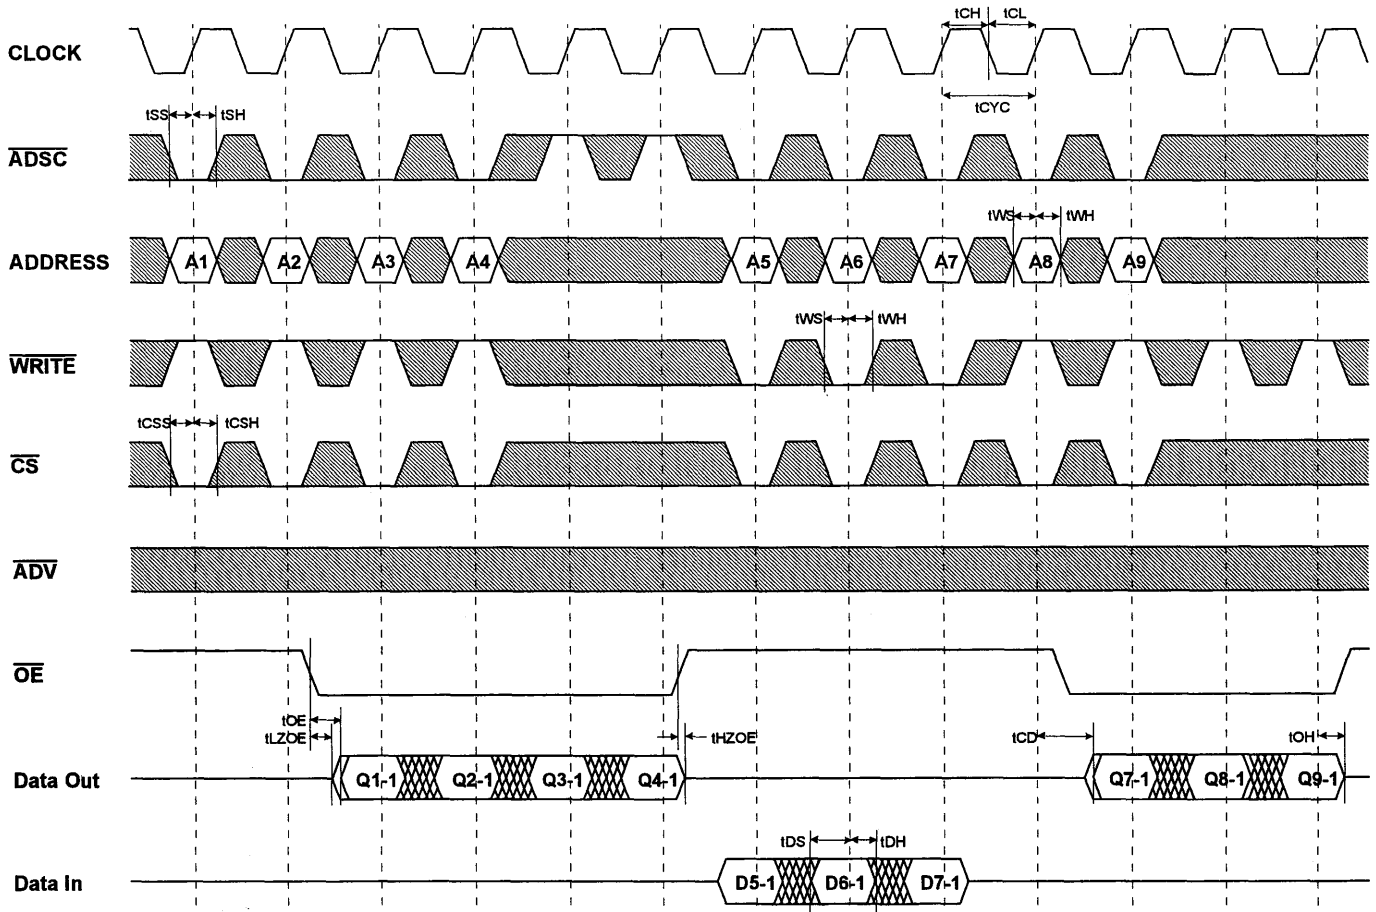 tCH tCL
CLOCK
tCYC
tSS tSH
ADSC
tWS tWH
ADDRESS A1 A2 A3 A4 A5 A6 A7 A8 A9
tWS tWH
WRITE
tCSS tCSH
CS
ADV
OE
tOE
tLZOE tHZOE tCD tOH
Data Out Q1-1 Q2-1 Q3-1 Q4-1 Q7-1 Q8-1 Q9-1
tDS tDH
Data In D5-1 D6-1 D7-1